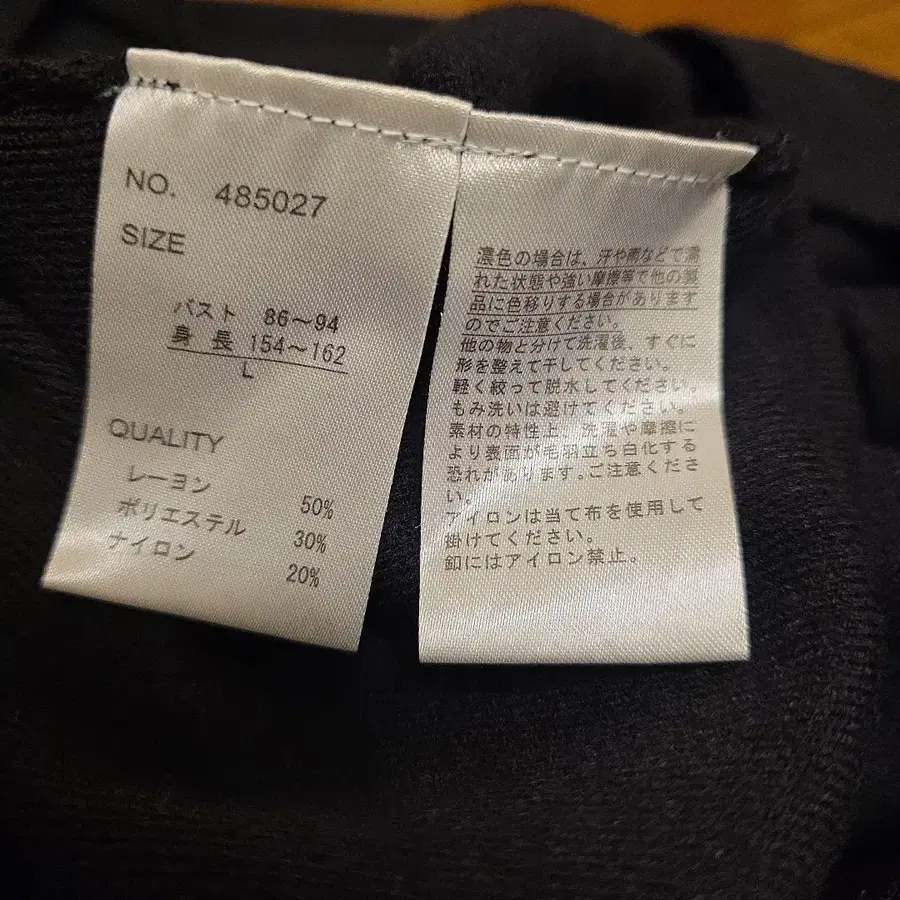 NO. 485027
SIZE
バスト 86～94
身長 154～162
L
QUALITY
レーヨン 50%
ポリエステル 30%
ナイロン 20%
濃色の場合は、汗や雨などで濡
れた状態や強い摩擦等で他の製
品に色移りする場合があります
のでご注意ください。
他の物と分けて洗濯後、すぐに
形を整えて干してください。
軽く絞って脱水してください。
もみ洗いは避けてください。
素材の特性上、洗濯や摩擦に
より表面が毛羽立ち白化する
恐れがあります。ご注意くださ
い。
アイロンは当て布を使用して
掛けてください。
釦にはアイロン禁止。